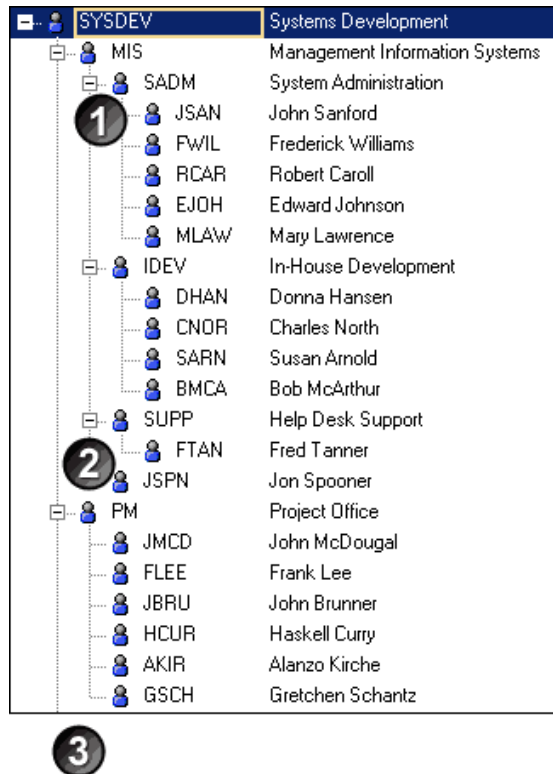 SYSDEV Systems Development
MIS Management Information Systems
SADM System Administration
1 JSAN John Sanford
FWIL Frederick Williams
RCAR Robert Caroll
EJOH Edward Johnson
MLAW Mary Lawrence
IDEV In-House Development
DHAN Donna Hansen
CNOR Charles North
SARN Susan Arnold
BMCA Bob McArthur
SUPP Help Desk Support
2 FTAN Fred Tanner
JSPN Jon Spooner
PM Project Office
JMCD John McDougal
FLEE Frank Lee
JBRU John Brunner
HCUR Haskell Curry
AKIR Alanzo Kirche
GSCH Gretchen Schantz
3